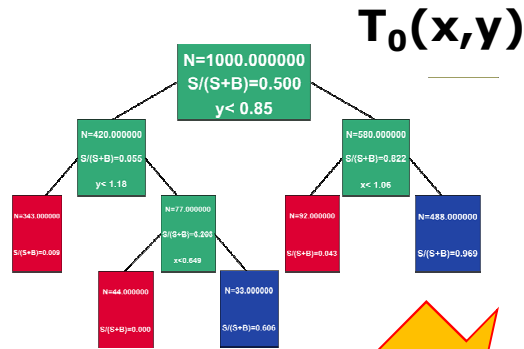 T0(x,y)
N=1000.000000
S/(S+B)=0.500
y< 0.85
N=420.000000
S/(S+B)=0.055
y< 1.18
N=580.000000
S/(S+B)=0.822
x< 1.06
N=343.000000
S/(S+B)=0.009
N=77.000000
S/(S+B)=0.260
x<0.649
N=92.000000
S/(S+B)=0.043
N=488.000000
S/(S+B)=0.969
N=44.000000
S/(S+B)=0.000
N=33.000000
S/(S+B)=0.606